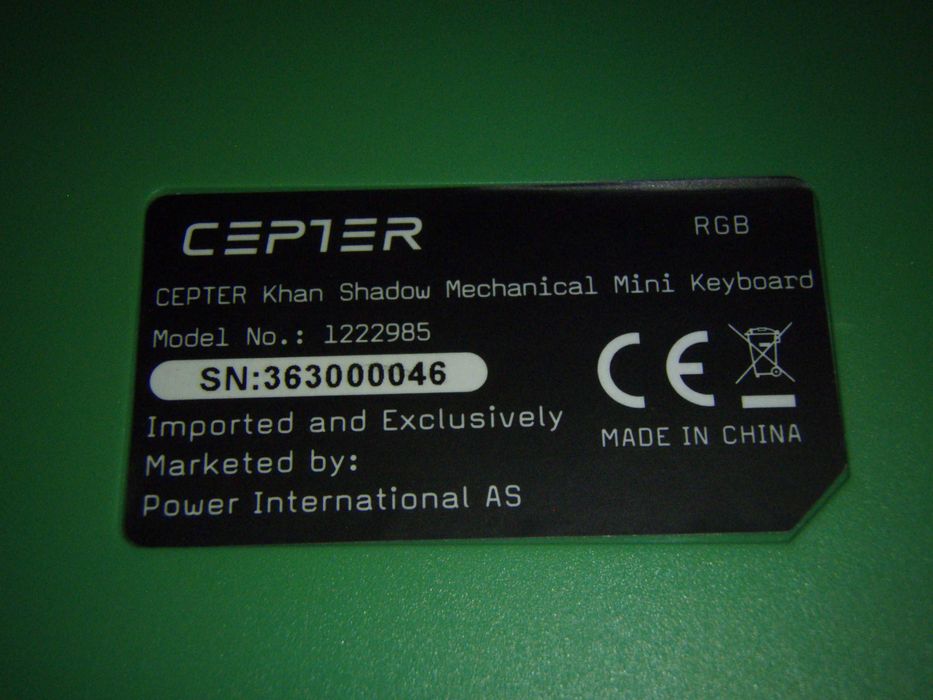 CEPTER
RGB
CEPTER Khan Shadow Mechanical Mini Keyboard
Model No.: 1222985
SN:363000046
CE
Imported and Exclusively
Marketed by:
Power International AS
MADE IN CHINA